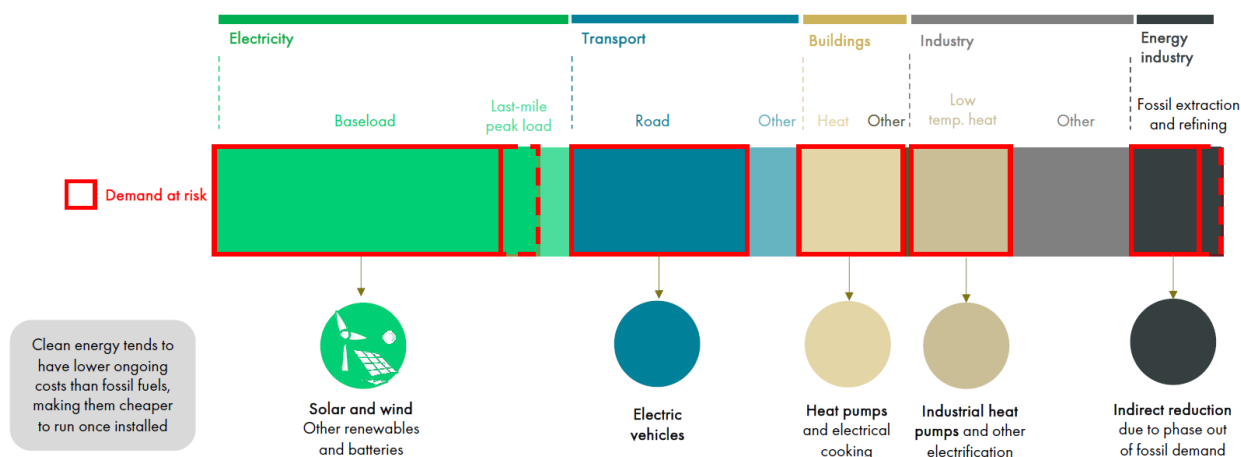 Electricity
Transport
Buildings
Industry
Energy
industry
Baseload
Last-mile
peak load
Road
Other
Heat
Other
Low
temp. heat
Other
Fossil extraction
and refining
Demand at risk
Clean energy tends to
have lower ongoing
costs than fossil fuels,
making them cheaper
to run once installed
Solar and wind
Other renewables
and batteries
Electric
vehicles
Heat pumps
and electrical
cooking
Industrial heat
pumps and other
electrification
Indirect reduction
due to phase out
of fossil demand